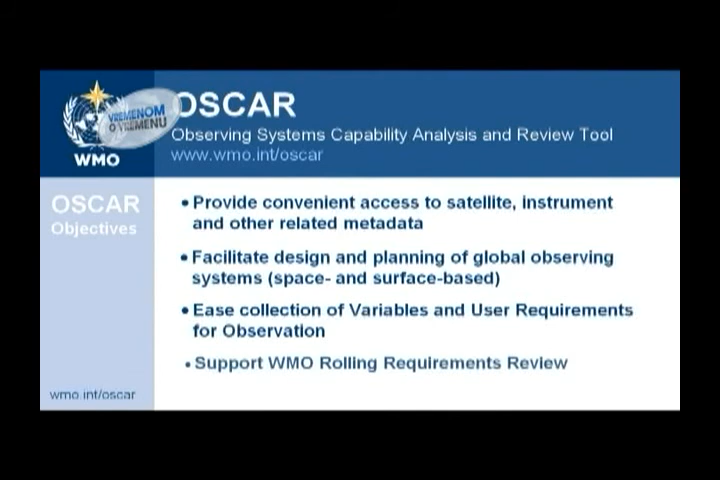 OSCAR
VREMENOM
O VREMENU
Observing Systems Capability Analysis and Review Tool
www.wmo.int/oscar
WMO
OSCAR
Objectives
• Provide convenient access to satellite, instrument
and other related metadata
• Facilitate design and planning of global observing
systems (space- and surface-based)
• Ease collection of Variables and User Requirements
for Observation
• Support WMO Rolling Requirements Review
wmo.int/oscar